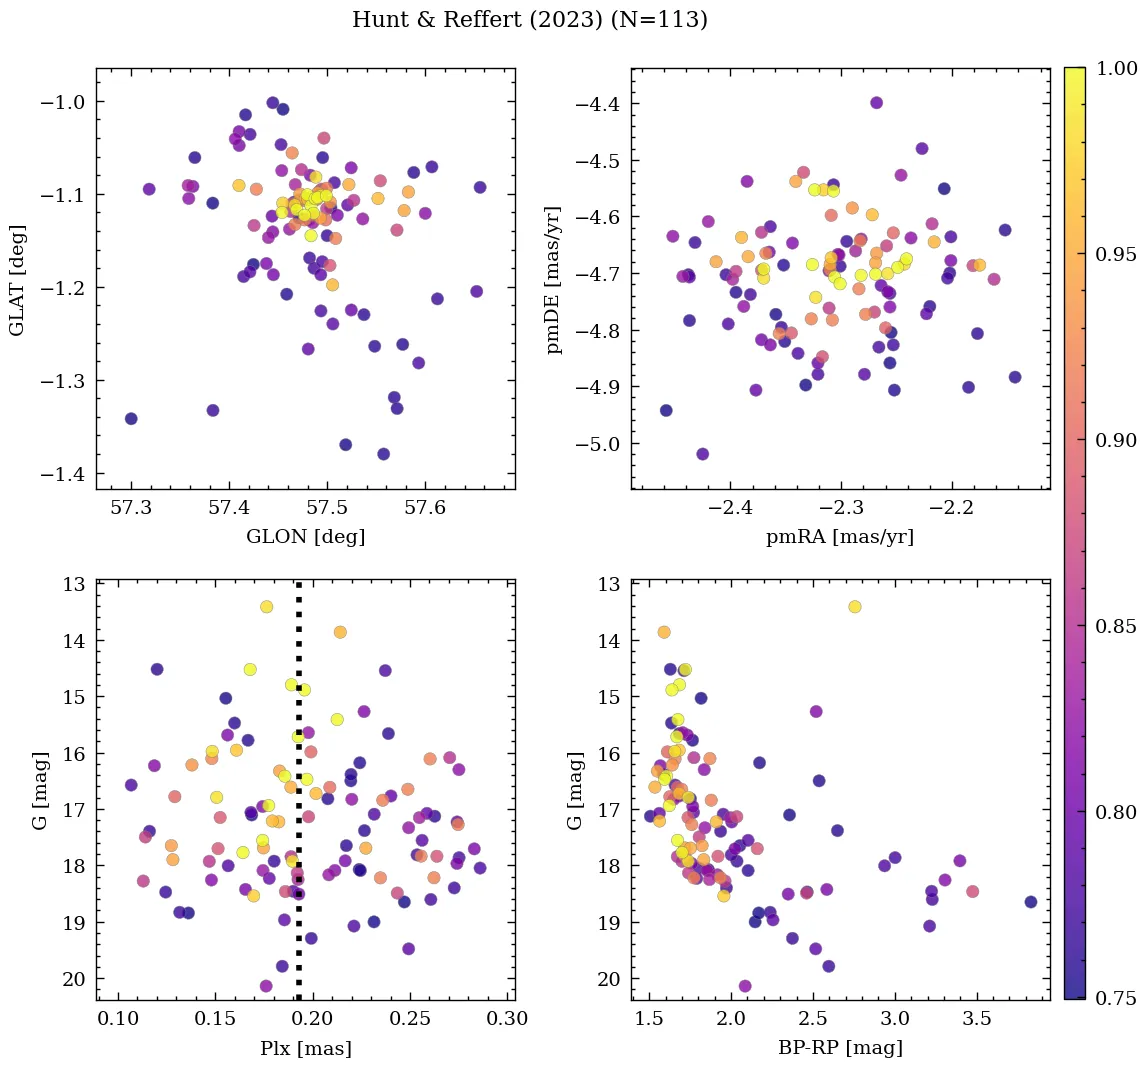 Hunt & Reffert (2023) (N=113)
−1.0
−1.1
−1.2
−1.3
−1.4
GLAT [deg]
57.3 57.4 57.5 57.6
GLON [deg]
−4.4
−4.5
−4.6
−4.7
−4.8
−4.9
−5.0
pmDE [mas/yr]
−2.4 −2.3 −2.2
pmRA [mas/yr]
13
14
15
16
17
18
19
20
G [mag]
0.10 0.15 0.20 0.25 0.30
Plx [mas]
13
14
15
16
17
18
19
20
G [mag]
1.5 2.0 2.5 3.0 3.5
BP-RP [mag]
1.00
0.95
0.90
0.85
0.80
0.75